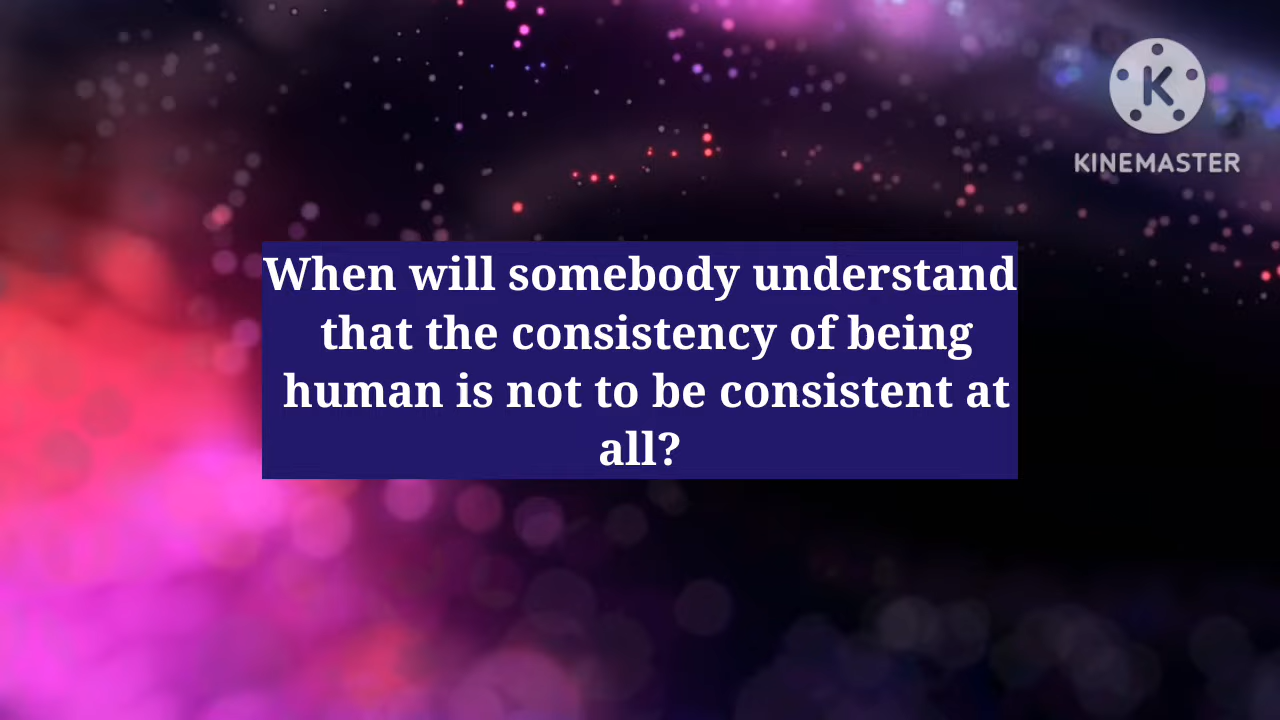 KINEMASTER
When will somebody understand
that the consistency of being
human is not to be consistent at
all?